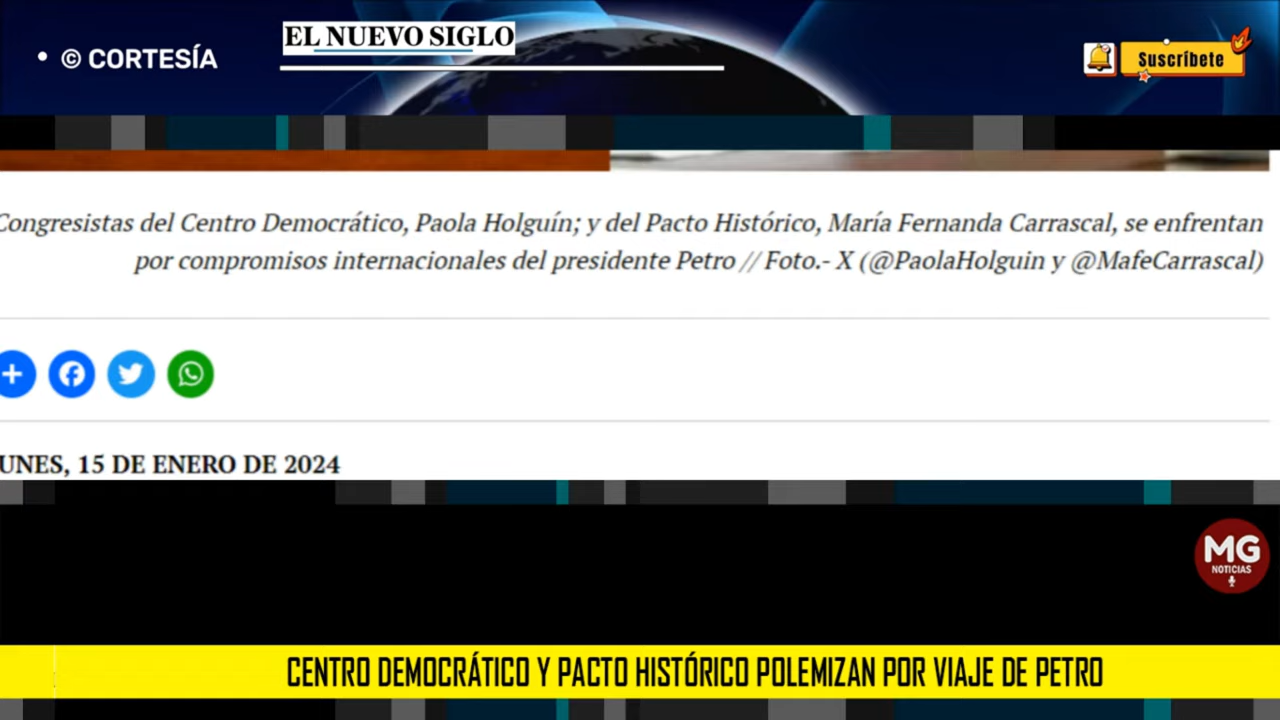 • © CORTESÍA
EL NUEVO SIGLO
Suscríbete
Congresistas del Centro Democrático, Paola Holguín; y del Pacto Histórico, María Fernanda Carrascal, se enfrentan
por compromisos internacionales del presidente Petro // Foto.- X (@PaolaHolguin y @MafeCarrascal)
UNES, 15 DE ENERO DE 2024
MG
NOTICIAS
CENTRO DEMOCRÁTICO Y PACTO HISTÓRICO POLEMIZAN POR VIAJE DE PETRO